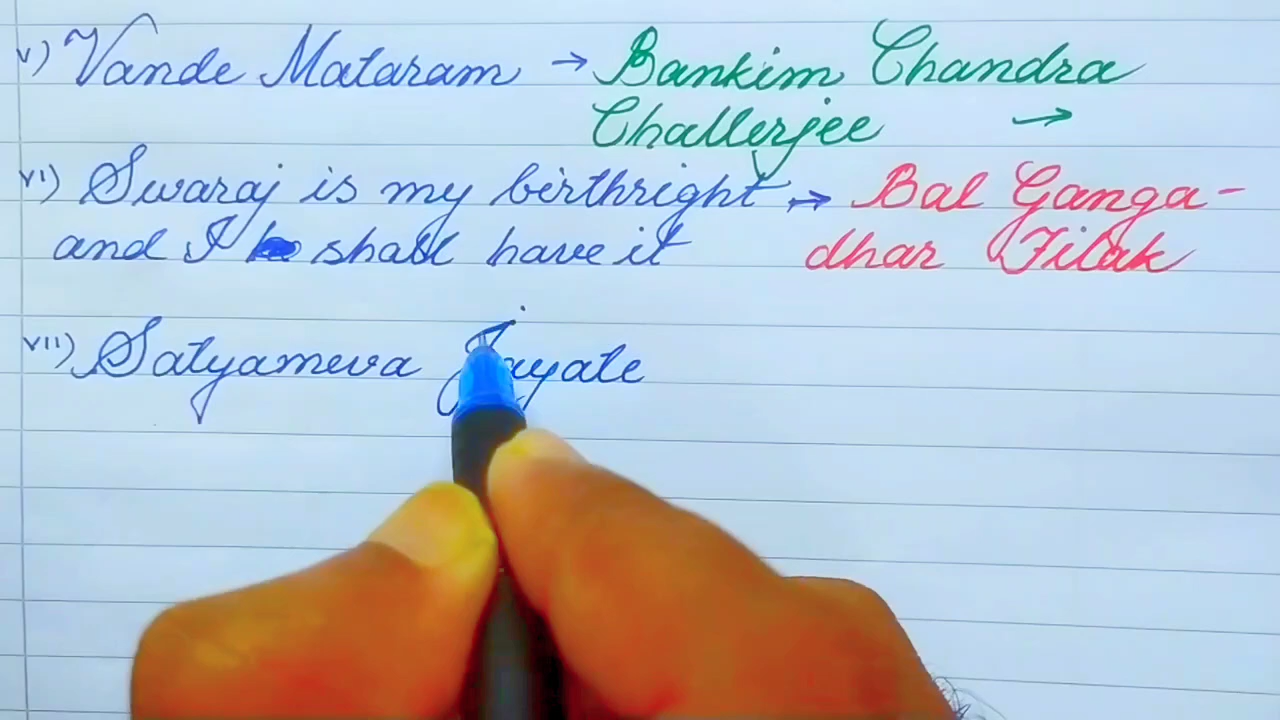 v) Vande Mataram → Bankim Chandra
Chatterjee →
vi) Swaraj is my birthright → Bal Ganga-
and I shall have it dhar Tilak
vii) Satyameva Jayate